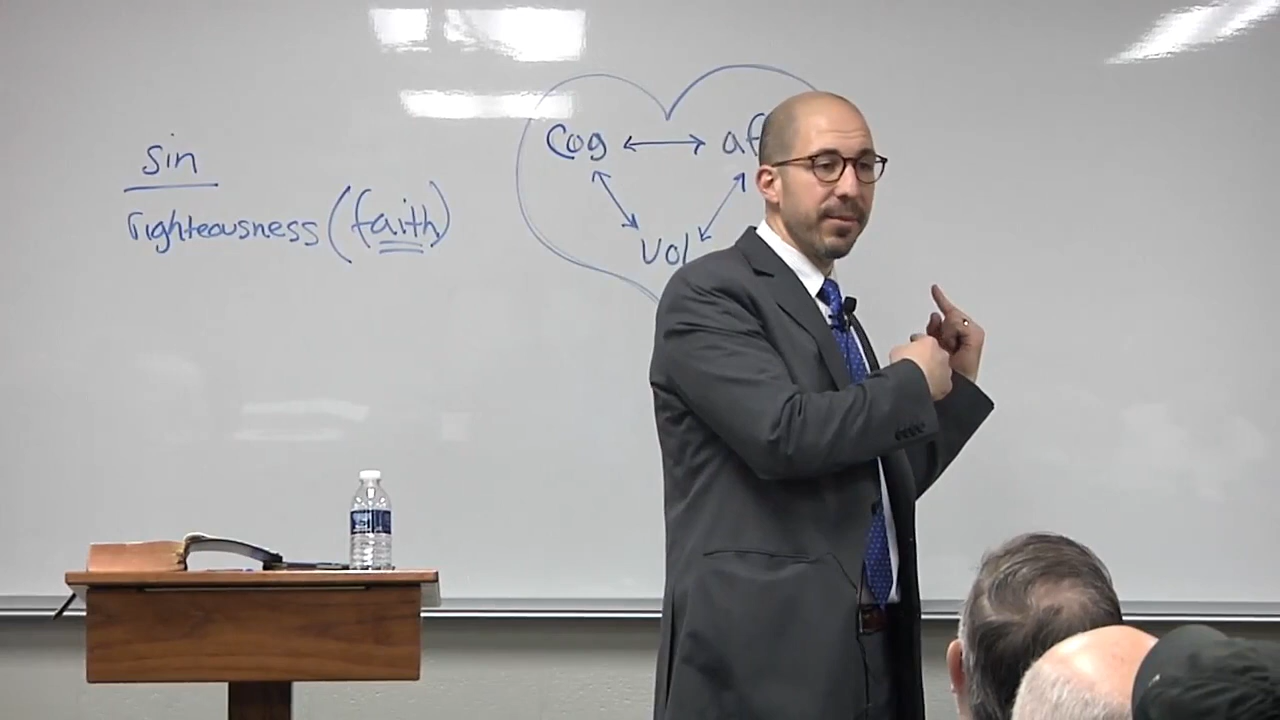 sin
righteousness (faith)
Cog ↔ af
vol